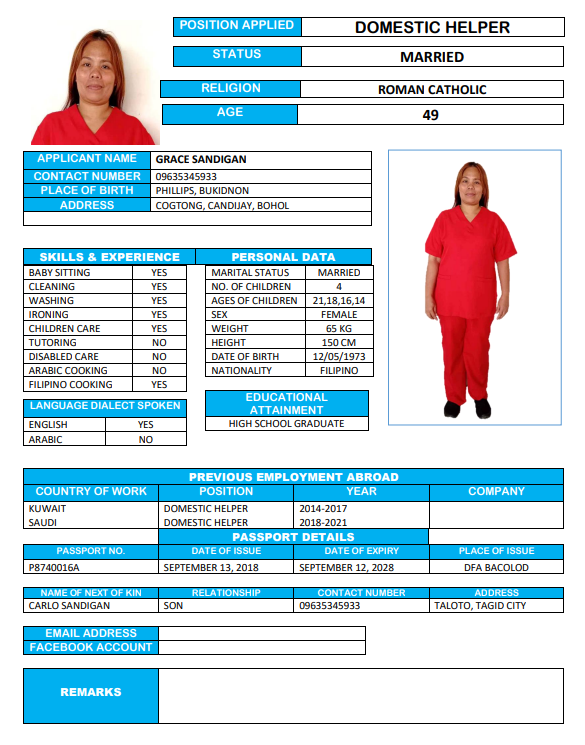 POSITION APPLIED DOMESTIC HELPER
STATUS MARRIED
RELIGION ROMAN CATHOLIC
AGE 49
APPLICANT NAME GRACE SANDIGAN
CONTACT NUMBER 09635345933
PLACE OF BIRTH PHILLIPS, BUKIDNON
ADDRESS COGTONG, CANDIJAY, BOHOL
SKILLS & EXPERIENCE
BABY SITTING YES
CLEANING YES
WASHING YES
IRONING YES
CHILDREN CARE YES
TUTORING NO
DISABLED CARE NO
ARABIC COOKING NO
FILIPINO COOKING YES
PERSONAL DATA
MARITAL STATUS MARRIED
NO. OF CHILDREN 4
AGES OF CHILDREN 21,18,16,14
SEX FEMALE
WEIGHT 65 KG
HEIGHT 150 CM
DATE OF BIRTH 12/05/1973
NATIONALITY FILIPINO
LANGUAGE DIALECT SPOKEN
ENGLISH YES
ARABIC NO
EDUCATIONAL
ATTAINMENT
HIGH SCHOOL GRADUATE
PREVIOUS EMPLOYMENT ABROAD
COUNTRY OF WORK POSITION YEAR COMPANY
KUWAIT DOMESTIC HELPER 2014-2017
SAUDI DOMESTIC HELPER 2018-2021
PASSPORT DETAILS
PASSPORT NO. DATE OF ISSUE DATE OF EXPIRY PLACE OF ISSUE
P8740016A SEPTEMBER 13, 2018 SEPTEMBER 12, 2028 DFA BACOLOD
NAME OF NEXT OF KIN RELATIONSHIP CONTACT NUMBER ADDRESS
CARLO SANDIGAN SON 09635345933 TALOTO, TAGID CITY
EMAIL ADDRESS
FACEBOOK ACCOUNT
REMARKS